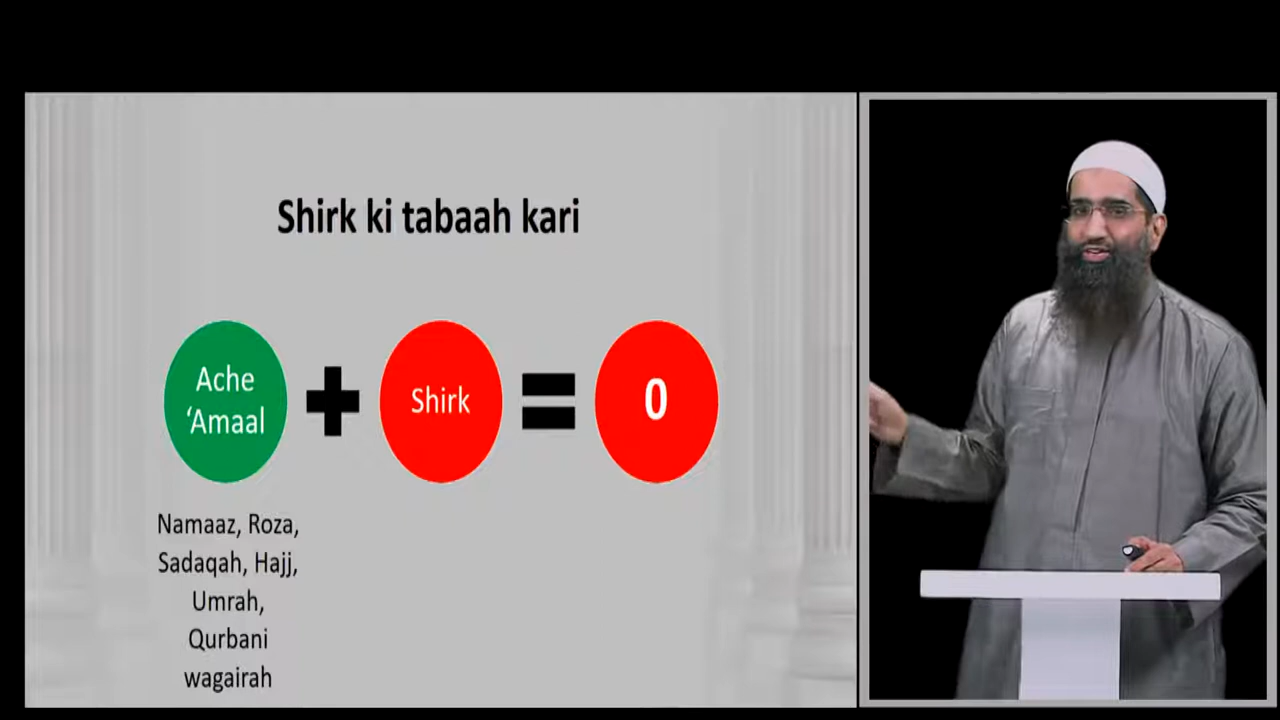 Shirk ki tabaah kari
Ache
‘Amaal
Shirk
0
Namaaz, Roza,
Sadaqah, Hajj,
Umrah,
Qurbani
wagairah